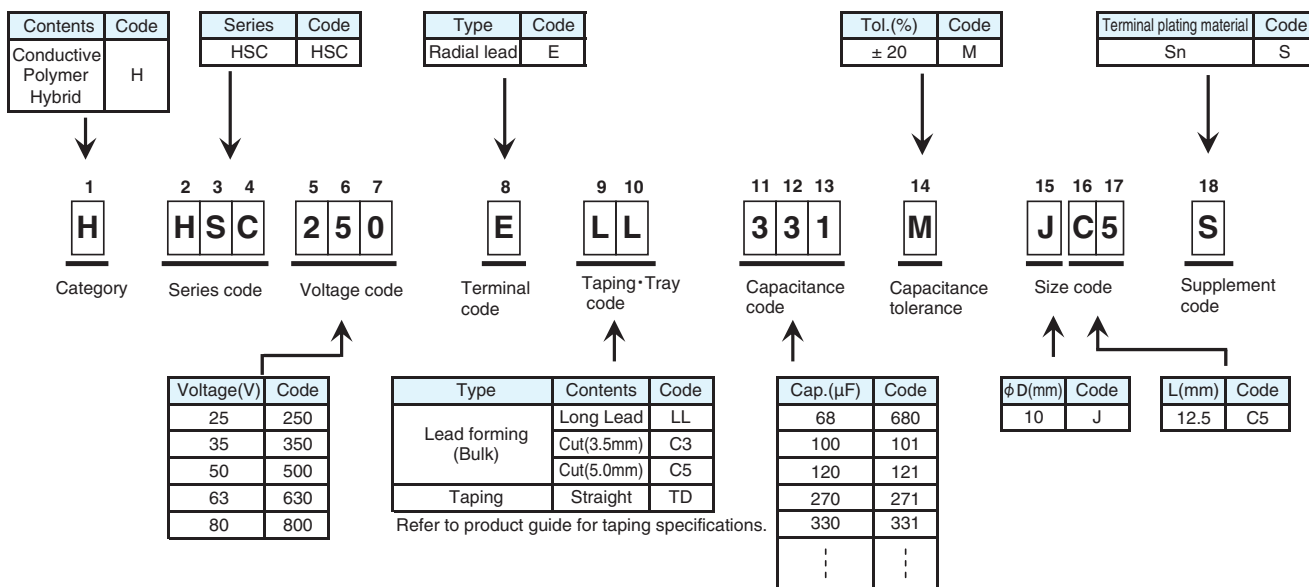 Contents Code
Conductive Polymer Hybrid H
Series Code
HSC HSC
Type Code
Radial lead E
Tol.(%) Code
± 20 M
Terminal plating material Code
Sn S
1 2 3 4 5 6 7 8 9 10 11 12 13 14 15 16 17 18
H H S C 2 5 0 E L L 3 3 1 M J C 5 S
Category
Series code
Voltage code
Terminal
code
Taping・Tray
code
Capacitance
code
Capacitance
tolerance
Size code
Supplement
code
Voltage(V) Code
25 250
35 350
50 500
63 630
80 800
Type Contents Code
Lead forming
(Bulk)
Long Lead LL
Cut(3.5mm) C3
Cut(5.0mm) C5
Taping Straight TD
Refer to product guide for taping specifications.
Cap.(µF) Code
68 680
100 101
120 121
270 271
330 331
φD(mm) Code
10 J
L(mm) Code
12.5 C5